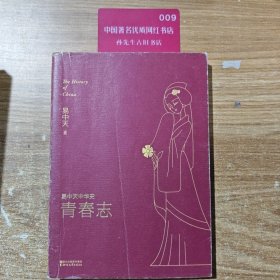 009
中国著名优质网红书店
孙先生古旧书店
The History
of
China
易中天
著
易中天中华史
青春志